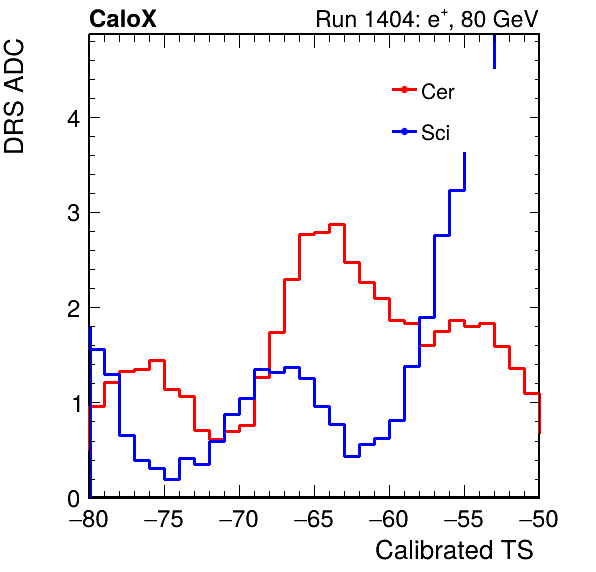 CaloX Run 1404: e⁺, 80 GeV
DRS ADC
Cer
Sci
4
3
2
1
0
−80 −75 −70 −65 −60 −55 −50
Calibrated TS